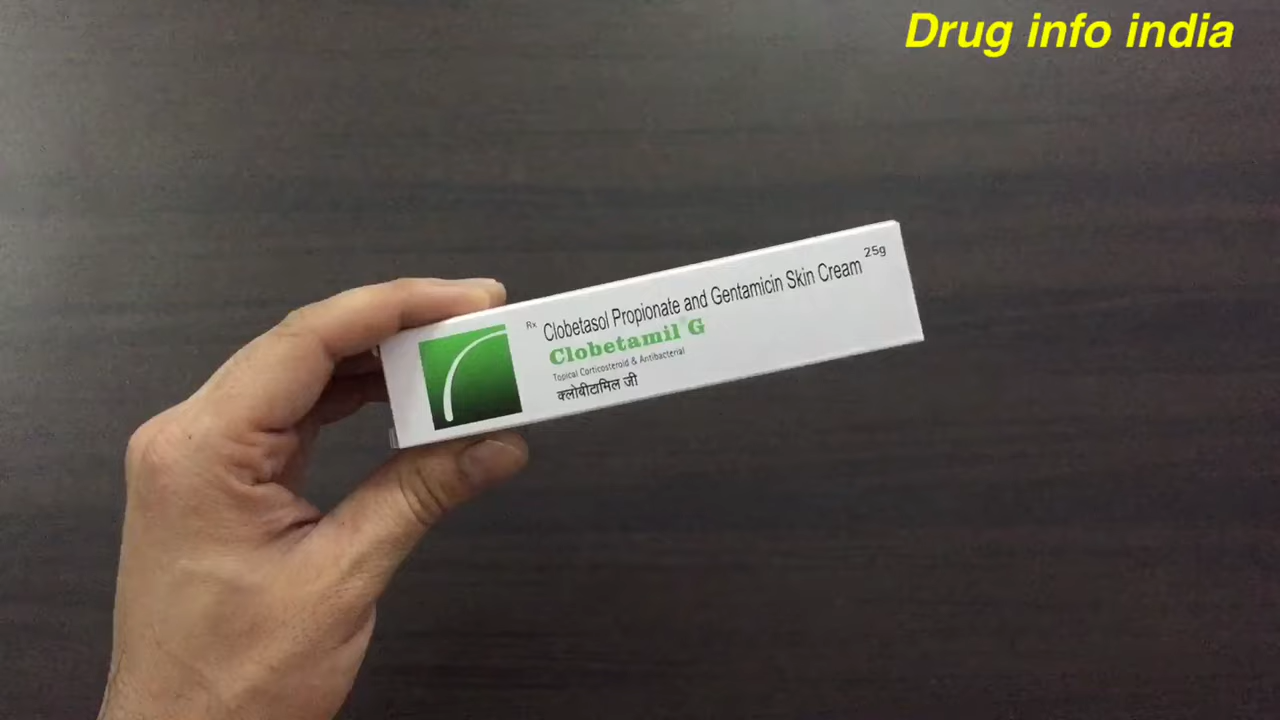 Drug info india
Rx Clobetasol Propionate and Gentamicin Skin Cream 25g
Clobetamil G
Topical Corticosteroid & Antibacterial
क्लोबीटामिल जी